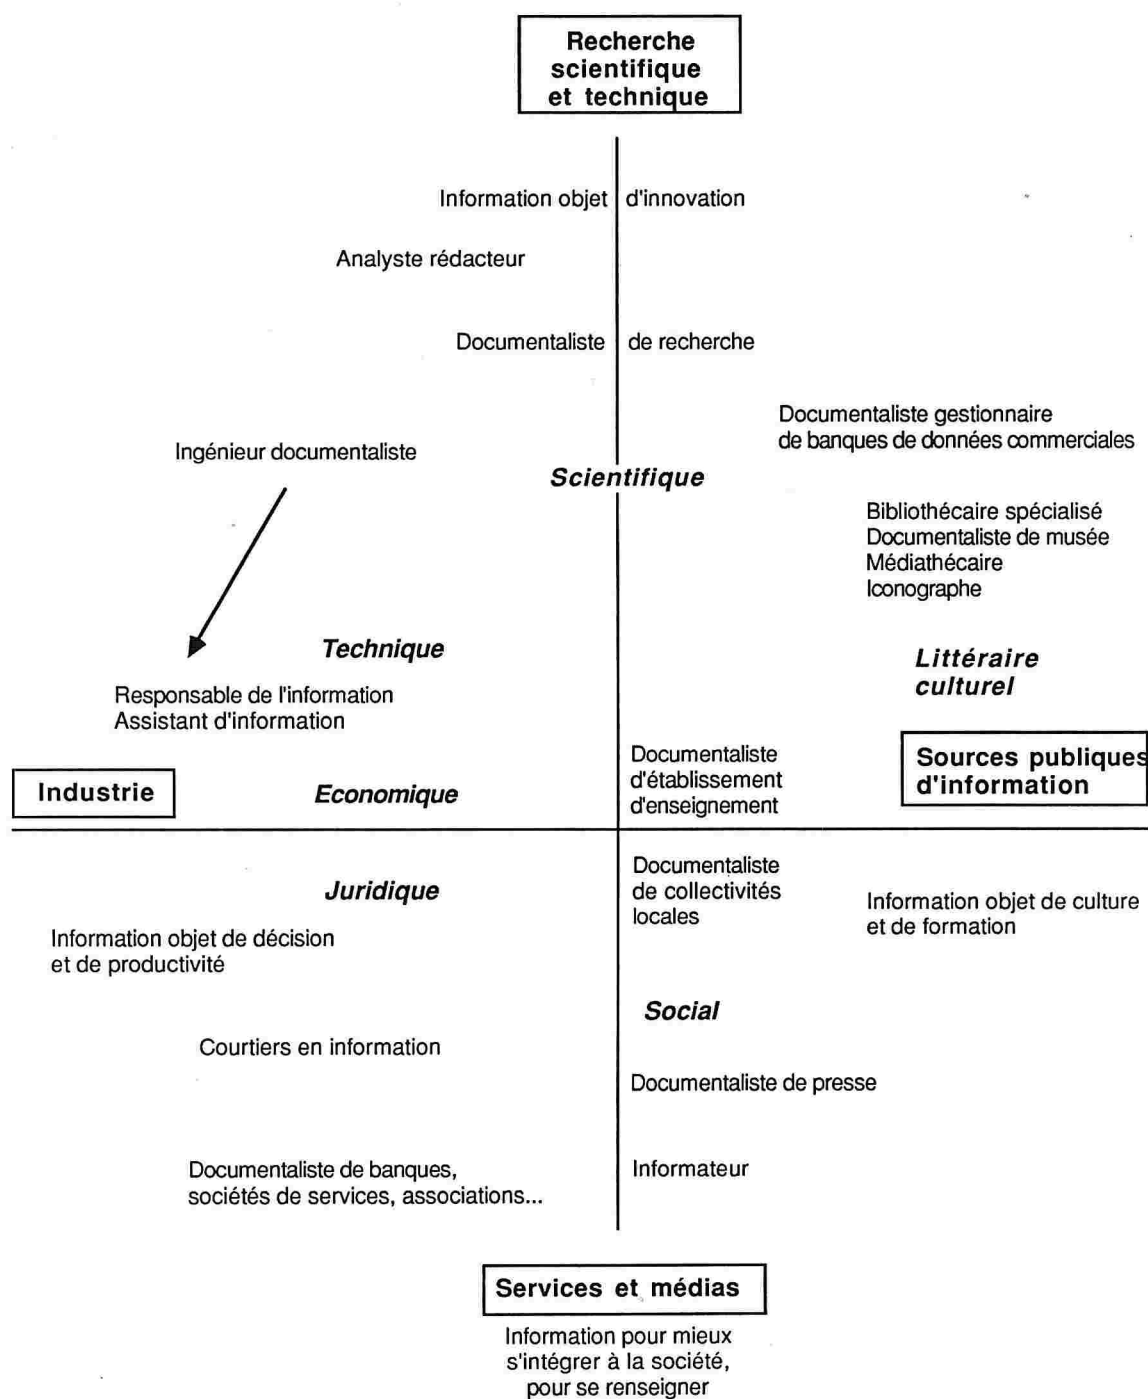 Recherche
scientifique
et technique
Information objet d'innovation
Analyste rédacteur
Documentaliste de recherche
Documentaliste gestionnaire
de banques de données commerciales
Ingénieur documentaliste
Scientifique
Bibliothécaire spécialisé
Documentaliste de musée
Médiathécaire
Iconographe
Technique
Littéraire
culturel
Responsable de l'information
Assistant d'information
Documentaliste
d'établissement
d'enseignement
Sources publiques
d'information
Industrie
Economique
Documentaliste
de collectivités
locales
Juridique
Information objet de culture
et de formation
Information objet de décision
et de productivité
Social
Courtiers en information
Documentaliste de presse
Documentaliste de banques,
sociétés de services, associations...
Informateur
Services et médias
Information pour mieux
s'intégrer à la société,
pour se renseigner